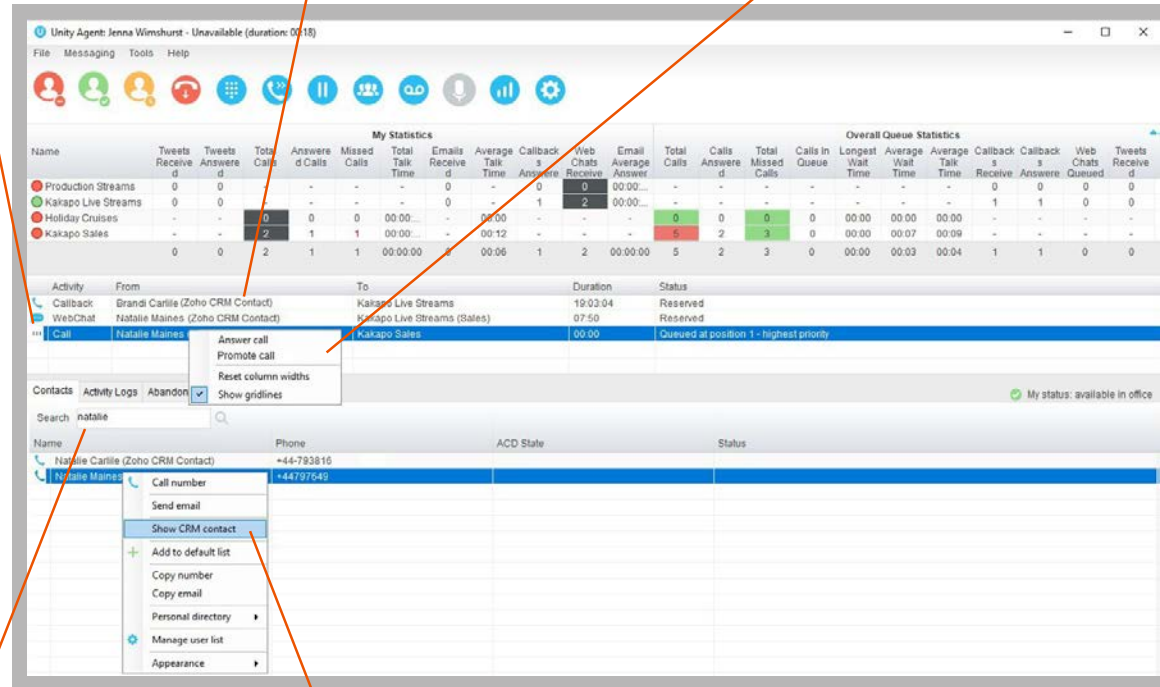 Unity Agent: Jenna Wimshurst - Unavailable (duration: 00:18)
File Messaging Tools Help
My Statistics Overall Queue Statistics
Name Tweets Received Tweets Answered Total Calls Answered Calls Missed Calls Total Talk Time Emails Received Average Talk Time Callbacks Answere Web Chats Receive Email Average Answer Total Calls Calls Answered Total Missed Calls Calls In Queue Longest Wait Time Average Wait Time Average Talk Time Callbacks Receive Callbacks Answere Web Chats Queued Tweets Received
Production Streams 0 0 - - - - 0 - 0 0 00:00:... - - - - - - - 0 0 0 0
Kakapo Live Streams 0 0 - - - - 0 - 1 2 00:00:... - - - - - - - 1 1 0 0
Holiday Cruises - - 0 0 0 00:00:... - 00:00 - - - 0 0 0 0 00:00 00:00 00:00 - - - -
Kakapo Sales - - 2 1 1 00:00:... - 00:12 - - - 5 2 3 0 00:00 00:07 00:09 - - - -
0 0 2 1 1 00:00:00 0 00:06 1 2 00:00:00 5 2 3 0 00:00 00:03 00:04 1 1 0 0
Activity From To Duration Status
Callback Brandi Carlile (Zoho CRM Contact) Kakapo Live Streams 19:03:04 Reserved
WebChat Natalie Maines (Zoho CRM Contact) Kakapo Live Streams (Sales) 07:50 Reserved
Call Natalie Maines Kakapo Sales 00:00 Queued at position 1 - highest priority
Answer call
Promote call
Reset column widths
Show gridlines
Contacts Activity Logs Abandon My status: available in office
Search natalie
Name Phone ACD State Status
Natalie Carlile (Zoho CRM Contact) +44-793816
Natalie Maines +44797649
Call number
Send email
Show CRM contact
Add to default list
Copy number
Copy email
Personal directory
Manage user list
Appearance